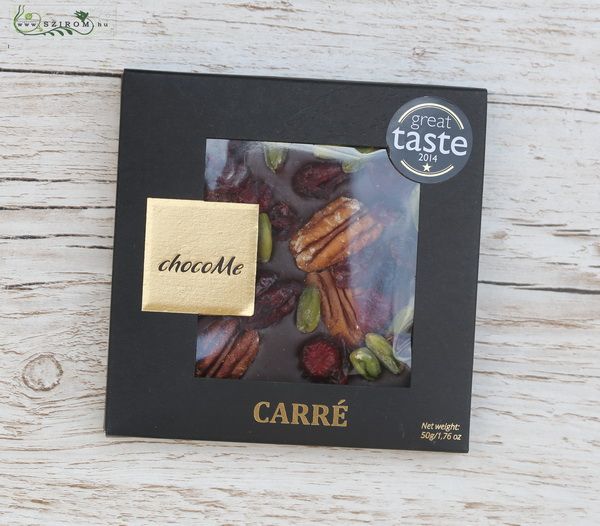 www.SZIROM.hu
great
taste
2014
chocoMe
CARRÉ
Net weight:
50g/1,76 oz